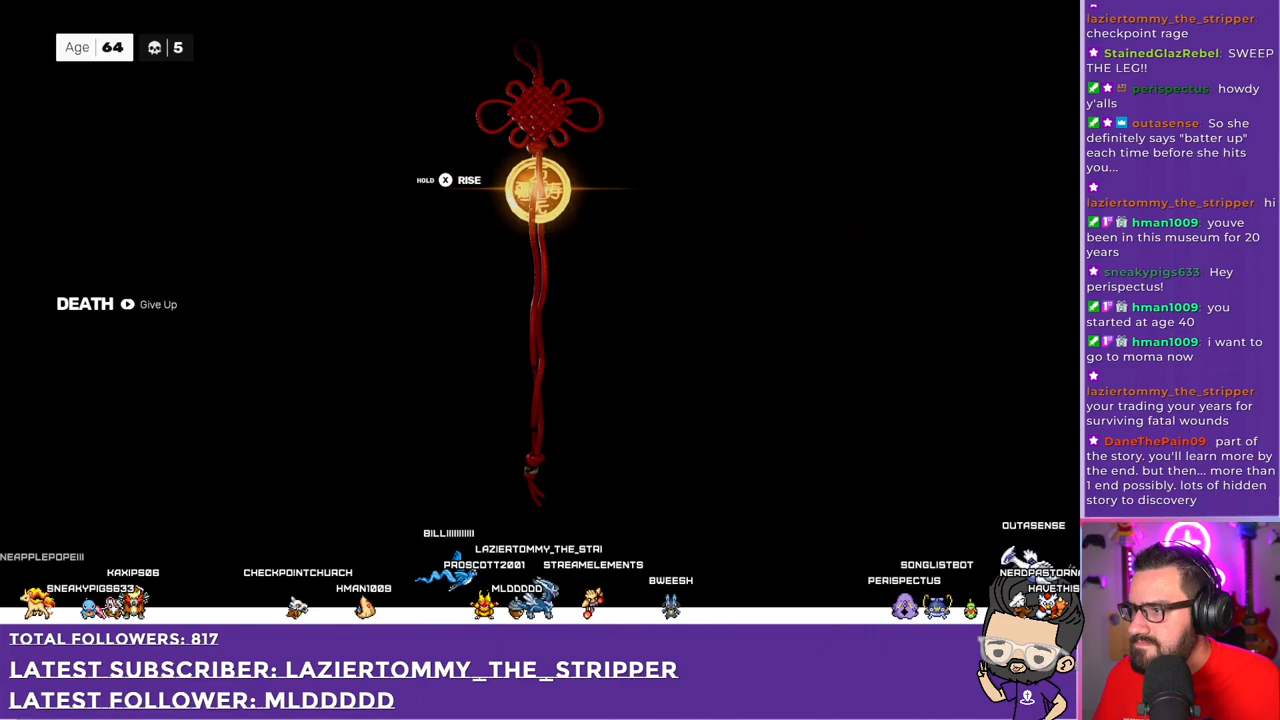 Age 64
5
HOLD X RISE
DEATH Give Up
laziertommy_the_stripper
checkpoint rage
StainedGlazRebel: SWEEP
THE LEG!!
perispectus: howdy
y'alls
outasense: So she
definitely says "batter up"
each time before she hits
you...
laziertommy_the_stripper: hi
hman1009: youve
been in this museum for 20
years
sneakypigs633: Hey
perispectus!
hman1009: you
started at age 40
hman1009: i want to
go to moma now
laziertommy_the_stripper:
your trading your years for
surviving fatal wounds
DaneThePain09: part of
the story. you'll learn more by
the end. but then... more than
1 end possibly. lots of hidden
story to discovery
OUTASENSE
BILLIIIIIIIIIII
LAZIERTOMMY_THE_STRI
NEAPPLEPOPEIII
PROSCOTT2001 STREAMELEMENTS
SONGLISTBOT
KAXIPS06
CHECKPOINTCHURCH
NERDPASTORN
BWEESH
PERISPECTUS
SNEAKYPIGS633
HMAN1009
MLDDDDD
HAVETHIS
TOTAL FOLLOWERS: 817
LATEST SUBSCRIBER: LAZIERTOMMY_THE_STRIPPER
LATEST FOLLOWER: MLDDDDD